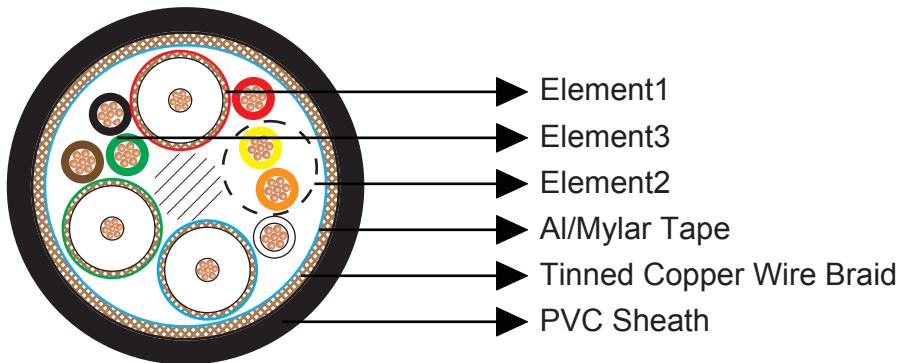 Element1
Element3
Element2
Al/Mylar Tape
Tinned Copper Wire Braid
PVC Sheath